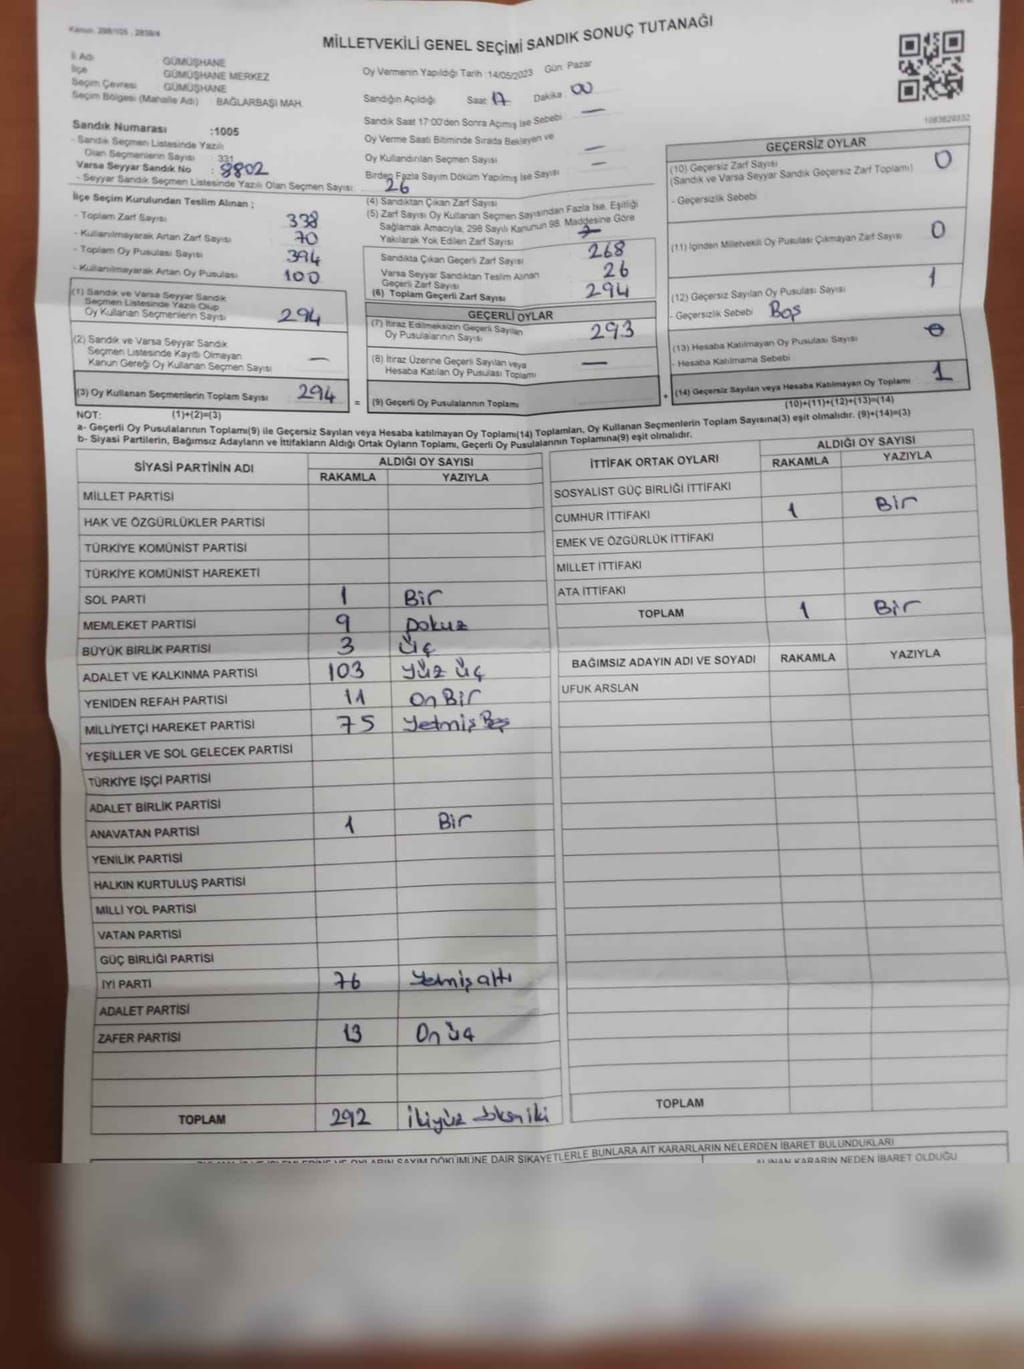 Kanun: 298/105, 2839/4
MİLLETVEKİLİ GENEL SEÇİMİ SANDIK SONUÇ TUTANAĞI
İl Adı : GÜMÜŞHANE
İlçe : GÜMÜŞHANE MERKEZ
Seçim Çevresi : GÜMÜŞHANE
Seçim Bölgesi (Mahalle Adı) : BAĞLARBAŞI MAH.
Sandık Numarası :1005
- Sandık Seçmen Listesinde Yazılı
Olan Seçmenlerin Sayısı : 331
Varsa Seyyar Sandık No : 8802
- Seyyar Sandık Seçmen Listesinde Yazılı Olan Seçmen Sayısı: 26
Oy Vermenin Yapıldığı Tarih :14/05/2023 Gün: Pazar
Sandığın Açıldığı Saat 17 Dakika : 00
Sandık Saat 17:00'den Sonra Açımış İse Sebebi —
Oy Verme Saati Bitiminde Sırada Bekleyen ve
Oy Kullandırılan Seçmen Sayısı —
Birden Fazla Sayım Döküm Yapılmış İse Sayısı —
İlçe Seçim Kurulundan Teslim Alınan ;
- Toplam Zarf Sayısı 338
- Kullanılmayarak Artan Zarf Sayısı 70
- Toplam Oy Pusulası Sayısı 394
- Kullanılmayarak Artan Oy Pusulası 100
(4) Sandıktan Çıkan Zarf Sayısı
(5) Zarf Sayısı Oy Kullanan Seçmen Sayısından Fazla İse, Eşitliği
Sağlamak Amacıyla, 298 Sayılı Kanunun 98. Maddesine Göre
Yakılarak Yok Edilen Zarf Sayısı
Sandıkta Çıkan Geçerli Zarf Sayısı 268
Varsa Seyyar Sandıktan Teslim Alınan
Geçerli Zarf Sayısı 26
(6) Toplam Geçerli Zarf Sayısı 294
1083629332
GEÇERSİZ OYLAR
(10) Geçersiz Zarf Sayısı 0
(Sandık ve Varsa Seyyar Sandık Geçersiz Zarf Toplamı)
- Geçersizlik Sebebi
(11) İçinden Milletvekili Oy Pusulası Çıkmayan Zarf Sayısı 0
(12) Geçersiz Sayılan Oy Pusulası Sayısı 1
- Geçersizlik Sebebi Boş
(13) Hesaba Katılmayan Oy Pusulası Sayısı 0
- Hesaba Katılmama Sebebi
(14) Geçersiz Sayılan veya Hesaba Katılmayan Oy Toplamı 1
(10)+(11)+(12)+(13)=(14)
(1) Sandık ve Varsa Seyyar Sandık
Seçmen Listesinde Yazılı Olup
Oy Kullanan Seçmenlerin Sayısı 294
(2) Sandık ve Varsa Seyyar Sandık
Seçmen Listesinde Kayıtlı Olmayan
Kanun Gereği Oy Kullanan Seçmen Sayısı —
(3) Oy Kullanan Seçmenlerin Toplam Sayısı 294 =
GEÇERLİ OYLAR
(7) İtiraz Edilmeksizin Geçerli Sayılan
Oy Pusulalarının Sayısı 293
(8) İtiraz Üzerine Geçerli Sayılan veya
Hesaba Katılan Oy Pusulası Toplamı —
(9) Geçerli Oy Pusulalarının Toplamı +
NOT: (1)+(2)=(3)
a- Geçerli Oy Pusulalarının Toplamı(9) ile Geçersiz Sayılan veya Hesaba katılmayan Oy Toplamı(14) Toplamları, Oy Kullanan Seçmenlerin Toplam Sayısına(3) eşit olmalıdır. (9)+(14)=(3)
b- Siyasi Partilerin, Bağımsız Adayların ve İttifakların Aldığı Ortak Oyların Toplamı, Geçerli Oy Pusulalarının Toplamına(9) eşit olmalıdır.
SİYASİ PARTİNİN ADI ALDIĞI OY SAYISI
RAKAMLA YAZIYLA
MİLLET PARTİSİ
HAK VE ÖZGÜRLÜKLER PARTİSİ
TÜRKİYE KOMÜNİST PARTİSİ
TÜRKİYE KOMÜNİST HAREKETİ
SOL PARTİ 1 Bir
MEMLEKET PARTİSİ 9 Dokuz
BÜYÜK BİRLİK PARTİSİ 3 Üç
ADALET VE KALKINMA PARTİSİ 103 Yüz Üç
YENİDEN REFAH PARTİSİ 11 On Bir
MİLLİYETÇİ HAREKET PARTİSİ 75 Yetmiş Beş
YEŞİLLER VE SOL GELECEK PARTİSİ
TÜRKİYE İŞÇİ PARTİSİ
ADALET BİRLİK PARTİSİ
ANAVATAN PARTİSİ 1 Bir
YENİLİK PARTİSİ
HALKIN KURTULUŞ PARTİSİ
MİLLİ YOL PARTİSİ
VATAN PARTİSİ
GÜÇ BİRLİĞİ PARTİSİ
İYİ PARTİ 76 Yetmiş altı
ADALET PARTİSİ
ZAFER PARTİSİ 13 On üç
TOPLAM 292
İTTİFAK ORTAK OYLARI ALDIĞI OY SAYISI
RAKAMLA YAZIYLA
SOSYALİST GÜÇ BİRLİĞİ İTTİFAKI
CUMHUR İTTİFAKI 1 Bir
EMEK VE ÖZGÜRLÜK İTTİFAKI
MİLLET İTTİFAKI
ATA İTTİFAKI
TOPLAM 1 Bir
BAĞIMSIZ ADAYIN ADI VE SOYADI RAKAMLA YAZIYLA
UFUK ARSLAN
TOPLAM
SAYIM DÖKÜMÜNE DAİR ŞİKAYETLERLE BUNLARA AİT KARARLARIN NELERDEN İBARET BULUNDUKLARI
ALINAN KARARIN NEDEN İBARET OLDUĞU